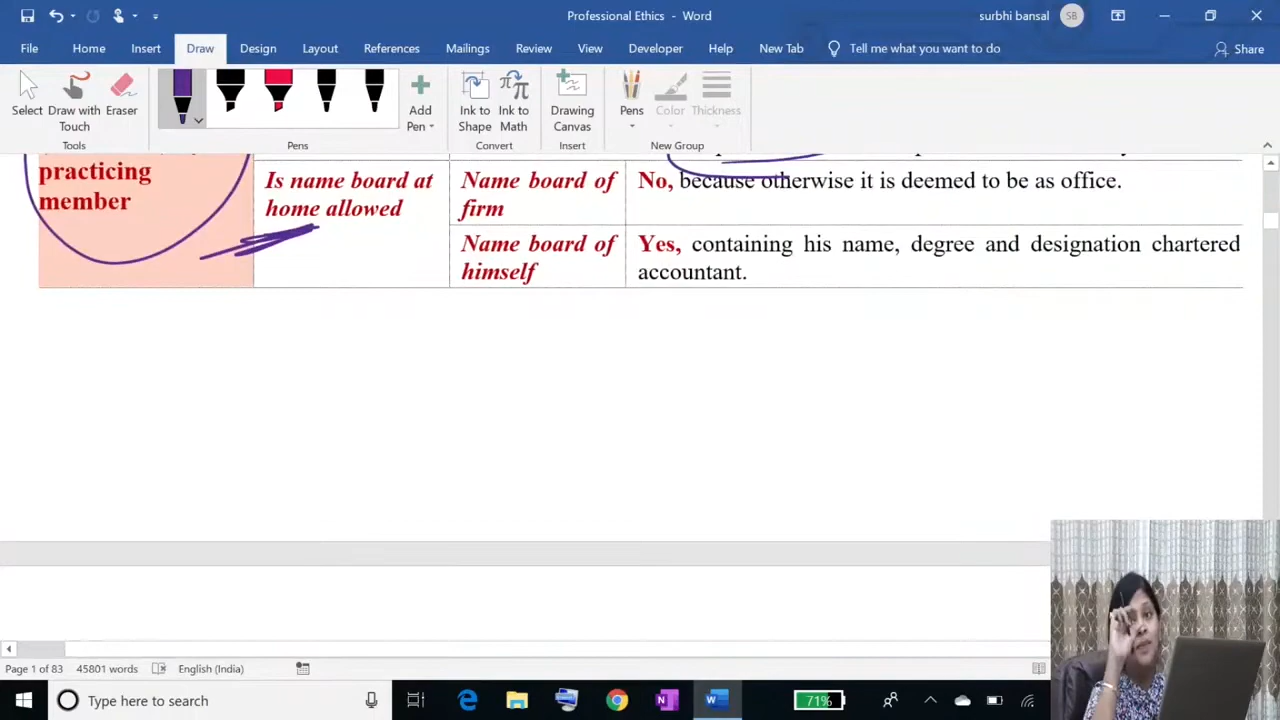 Professional Ethics - Word
surbhi bansal
SB
File Home Insert Draw Design Layout References Mailings Review View Developer Help New Tab Tell me what you want to do Share
Select
Draw with Touch
Eraser
Add Pen
Ink to Shape
Ink to Math
Drawing Canvas
Pens
Color
Thickness
Tools Pens Convert Insert New Group
practicing
member
Is name board at
home allowed
Name board of
firm
No, because otherwise it is deemed to be as office.
Name board of
himself
Yes, containing his name, degree and designation chartered
accountant.
Page 1 of 83 45801 words English (India)
Type here to search
71%